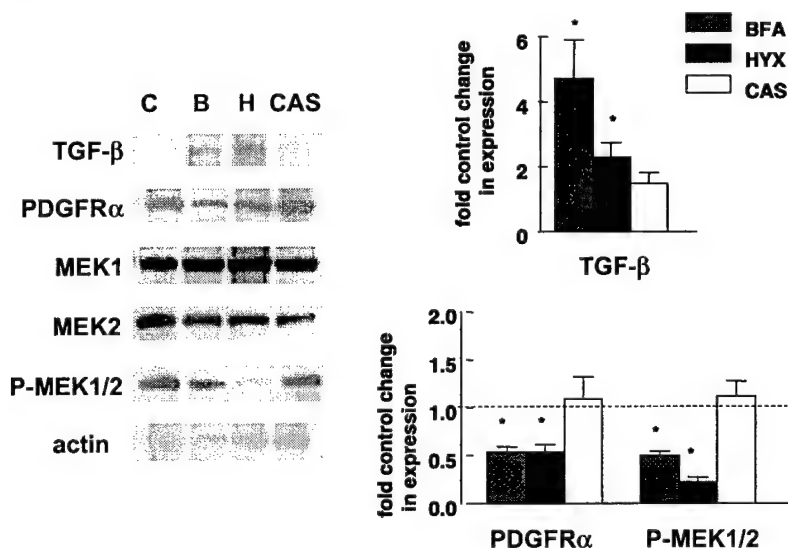 C B H CAS
TGF-β
PDGFRα
MEK1
MEK2
P-MEK1/2
actin
BFA
HYX
CAS
fold control change
in expression
6
4
2
0
*
*
TGF-β
fold control change
in expression
2.0
1.5
1.0
0.5
0.0
* * * *
PDGFRα P-MEK1/2